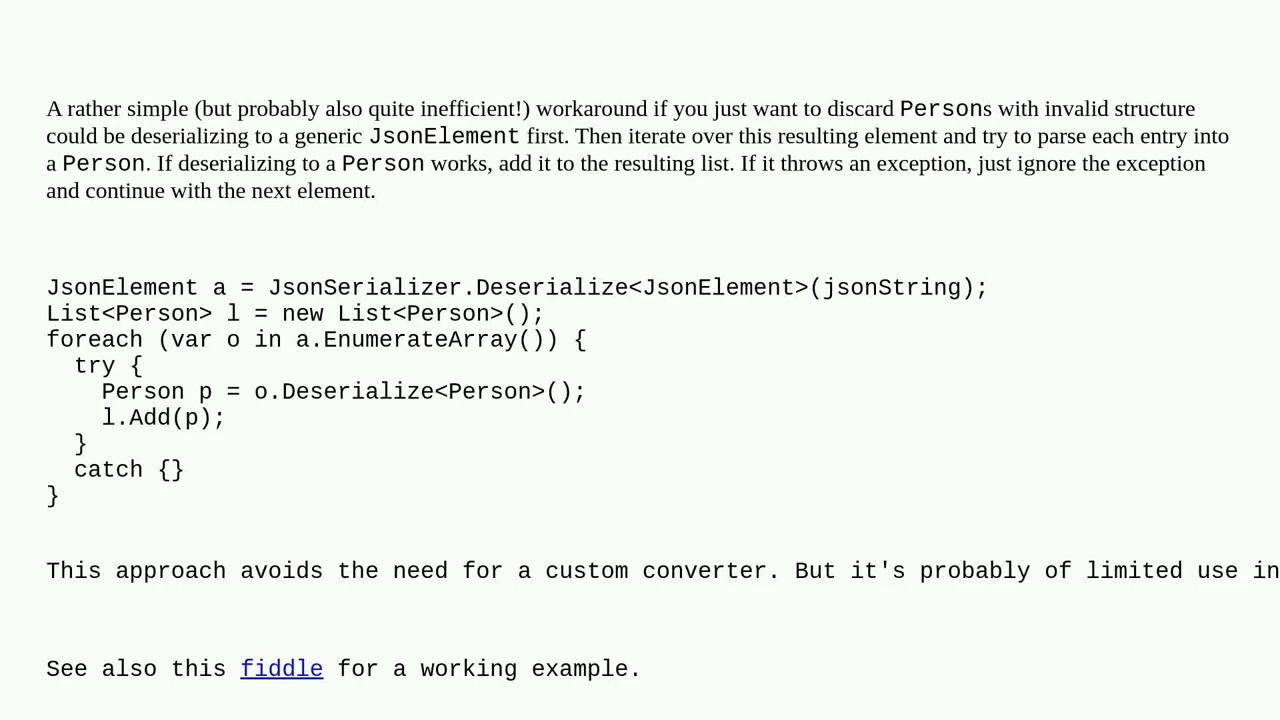 A rather simple (but probably also quite inefficient!) workaround if you just want to discard Persons with invalid structure
could be deserializing to a generic JsonElement first. Then iterate over this resulting element and try to parse each entry into
a Person. If deserializing to a Person works, add it to the resulting list. If it throws an exception, just ignore the exception
and continue with the next element.
JsonElement a = JsonSerializer.Deserialize<JsonElement>(jsonString);
List<Person> l = new List<Person>();
foreach (var o in a.EnumerateArray()) {
  try {
    Person p = o.Deserialize<Person>();
    l.Add(p);
  }
  catch {}
}
This approach avoids the need for a custom converter. But it's probably of limited use in
See also this fiddle for a working example.